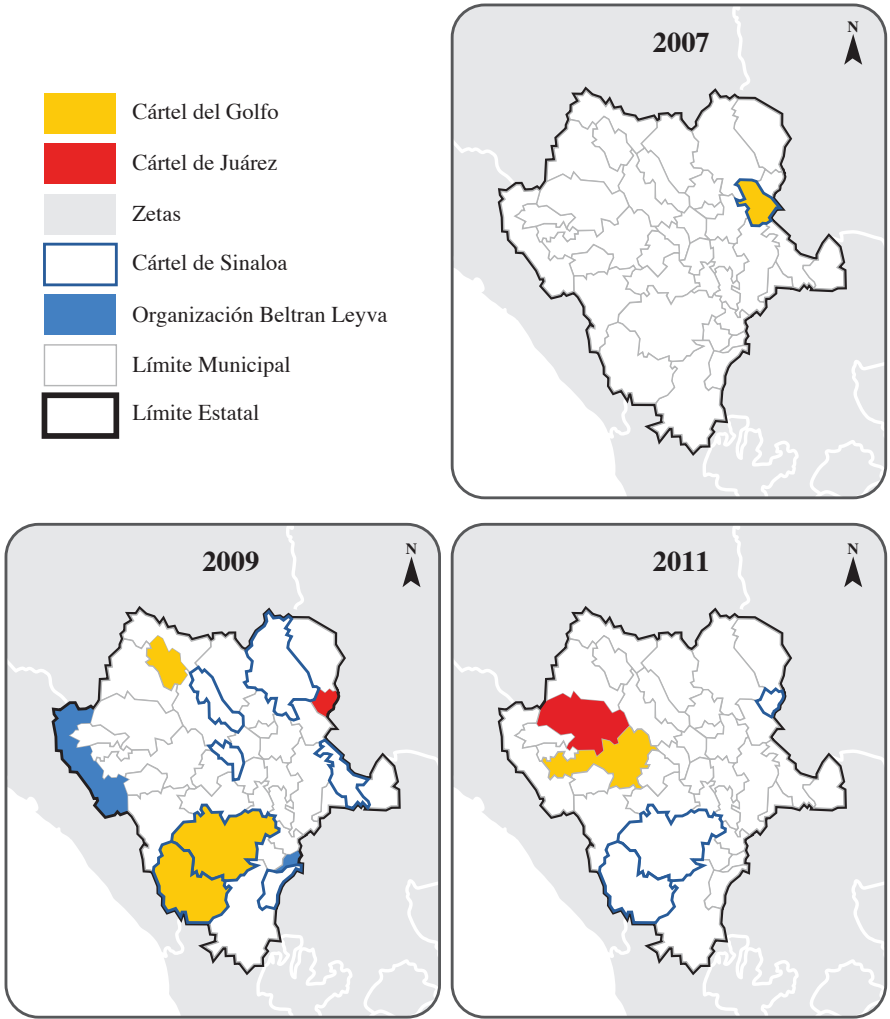 2007
N
Cártel del Golfo
Cártel de Juárez
Zetas
Cártel de Sinaloa
Organización Beltran Leyva
Límite Municipal
Límite Estatal
2009
N
2011
N